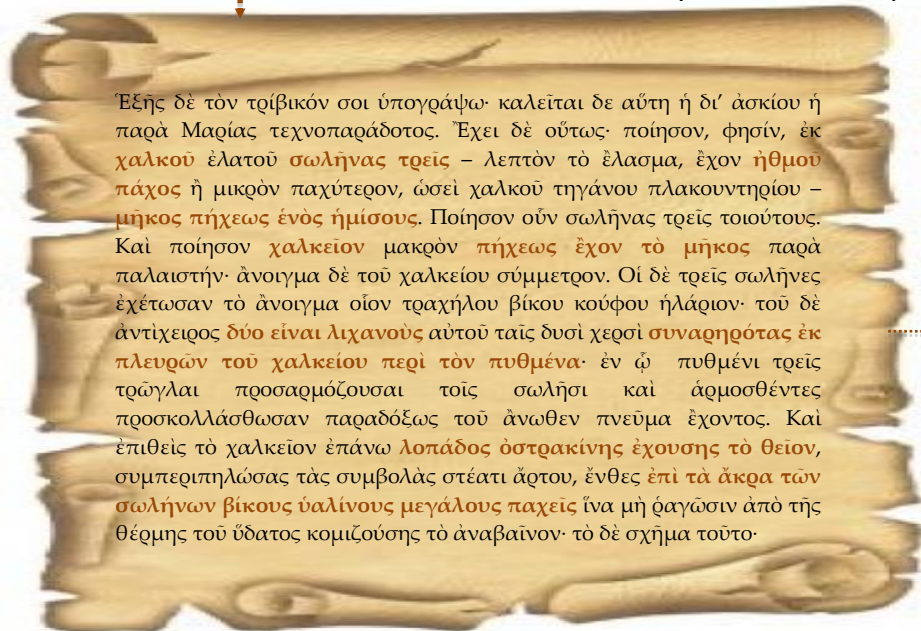 Ἑξῆς δὲ τὸν τρίβικόν σοι ὑπογράψω· καλεῖται δε αὕτη ἡ δι’ ἀσκίου ἡ
παρὰ Μαρίας τεχνοπαράδοτος. Ἔχει δὲ οὕτως· ποίησον, φησίν, ἐκ
χαλκοῦ ἐλατοῦ σωλῆνας τρεῖς – λεπτὸν τὸ ἔλασμα, ἔχον ἠθμοῦ
πάχος ἢ μικρὸν παχύτερον, ὡσεὶ χαλκοῦ τηγάνου πλακουντηρίου –
μῆκος πήχεως ἑνὸς ἡμίσους. Ποίησον οὖν σωλῆνας τρεῖς τοιούτους.
Καὶ ποίησον χαλκεῖον μακρὸν πήχεως ἔχον τὸ μῆκος παρὰ
παλαιστήν· ἄνοιγμα δὲ τοῦ χαλκείου σύμμετρον. Οἱ δὲ τρεῖς σωλῆνες
ἐχέτωσαν τὸ ἄνοιγμα οἷον τραχήλου βίκου κούφου ἡλάριον· τοῦ δὲ
ἀντὶχειρος δύο εἶναι λιχανοὺς αὐτοῦ ταῖς δυσὶ χερσὶ συναρηρότας ἐκ
πλευρῶν τοῦ χαλκείου περὶ τὸν πυθμένα· ἐν ᾧ πυθμένι τρεῖς
τρῶγλαι προσαρμόζουσαι τοῖς σωλῆσι καὶ ἁρμοσθέντες
προσκολλάσθωσαν παραδόξως τοῦ ἄνωθεν πνεῦμα ἔχοντος. Καὶ
ἐπιθεὶς τὸ χαλκεῖον ἐπάνω λοπάδος ὀστρακίνης ἐχουσης τὸ θεῖον,
συμπεριπηλώσας τὰς συμβολὰς στέατι ἄρτου, ἔνθες ἐπὶ τὰ ἄκρα τῶν
σωλήνων βίκους ὑαλίνους μεγάλους παχεῖς ἵνα μὴ ῥαγῶσιν ἀπὸ τῆς
θέρμης τοῦ ὕδατος κομιζούσης τὸ ἀναβαῖνον· τὸ δὲ σχῆμα τοῦτο·